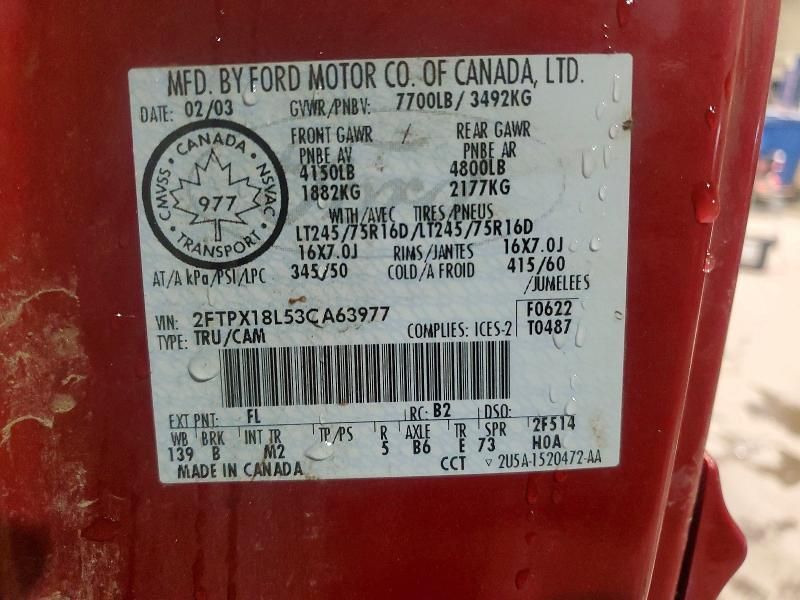 MFD. BY FORD MOTOR CO. OF CANADA, LTD.
DATE: 02/03 GVWR/PNBV: 7700LB/ 3492KG
FRONT GAWR / REAR GAWR
PNBE AV PNBE AR
4150LB 4800LB
1882KG 2177KG
WITH/AVEC TIRES/PNEUS
LT245/75R16D/LT245/75R16D
16X7.0J RIMS/JANTES 16X7.0J
AT/A kPa/PSI/LPC 345/50 COLD/A FROID 415/60
/JUMELEES
CANADA
CMVSS • NSVAC
977
TRANSPORT
VIN: 2FTPX18L53CA63977 F0622
TYPE: TRU/CAM COMPLIES: ICES-2 T0487
EXT PNT: FL RC: B2 DSO:
WB BRK INT TR TP/PS R AXLE TR SPR 2F514
139 B M2 5 B6 E 73 H0A
MADE IN CANADA CCT ▽ 2U5A-1520472-AA